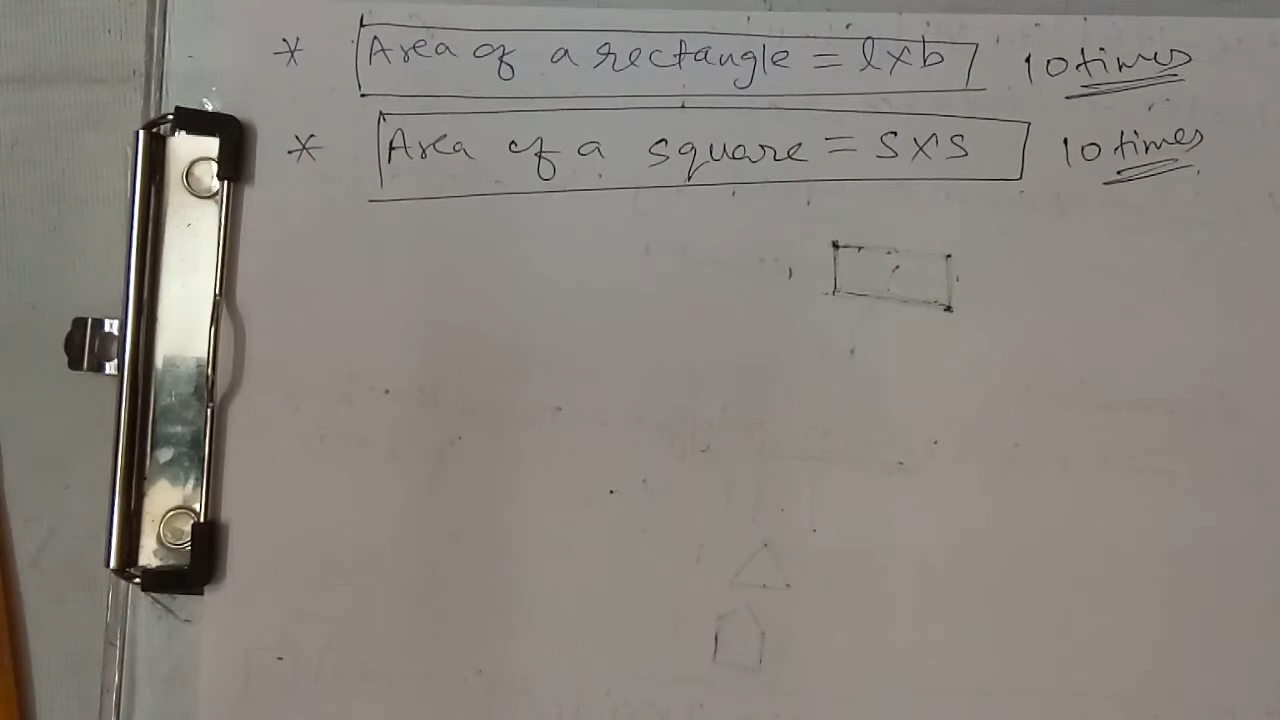 * Area of a rectangle = l x b 10 times
* Area of a square = s x s 10 times